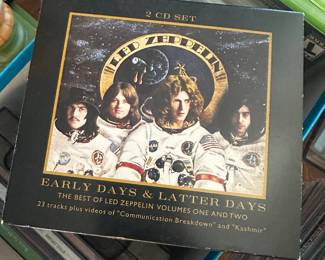 2 CD SET
LED ZEPPELIN
EARLY DAYS & LATTER DAYS
THE BEST OF LED ZEPPELIN VOLUMES ONE AND TWO
23 tracks plus videos of "Communication Breakdown" and "Kashmir"